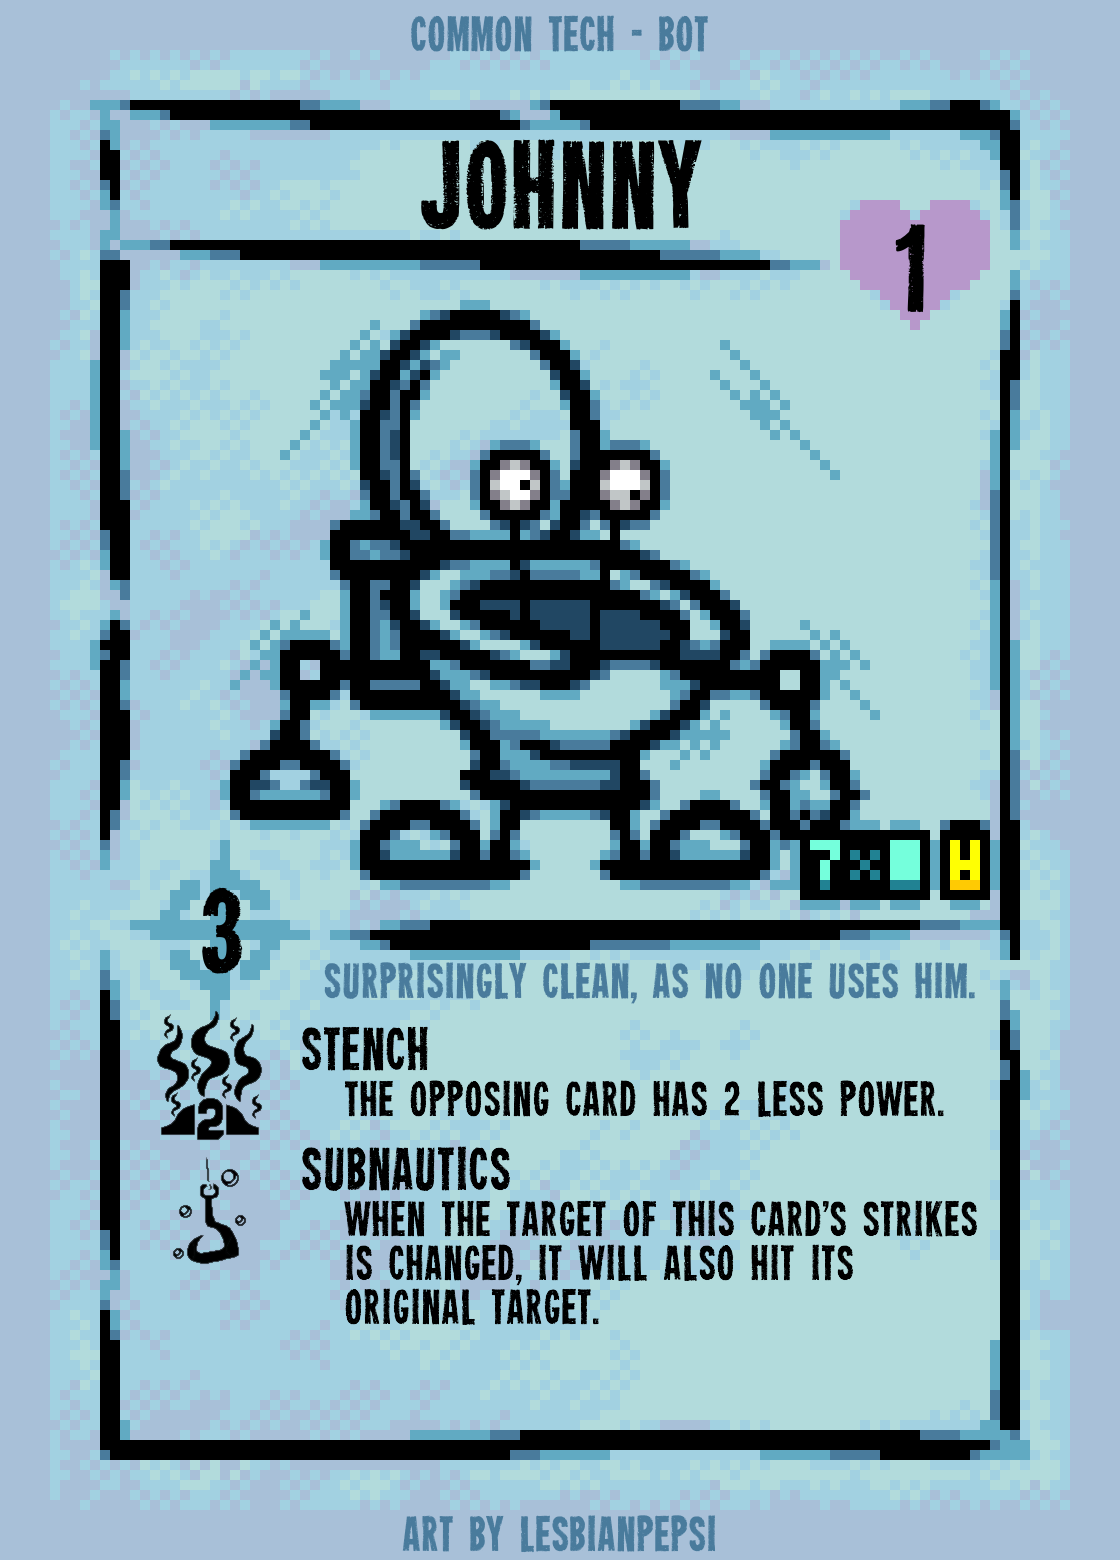 COMMON TECH - BOT
JOHNNY
1
7 X
3
SURPRISINGLY CLEAN, AS NO ONE USES HIM.
STENCH
THE OPPOSING CARD HAS 2 LESS POWER.
2
SUBNAUTICS
WHEN THE TARGET OF THIS CARD'S STRIKES
IS CHANGED, IT WILL ALSO HIT ITS
ORIGINAL TARGET.
ART BY LESBIANPEPSI